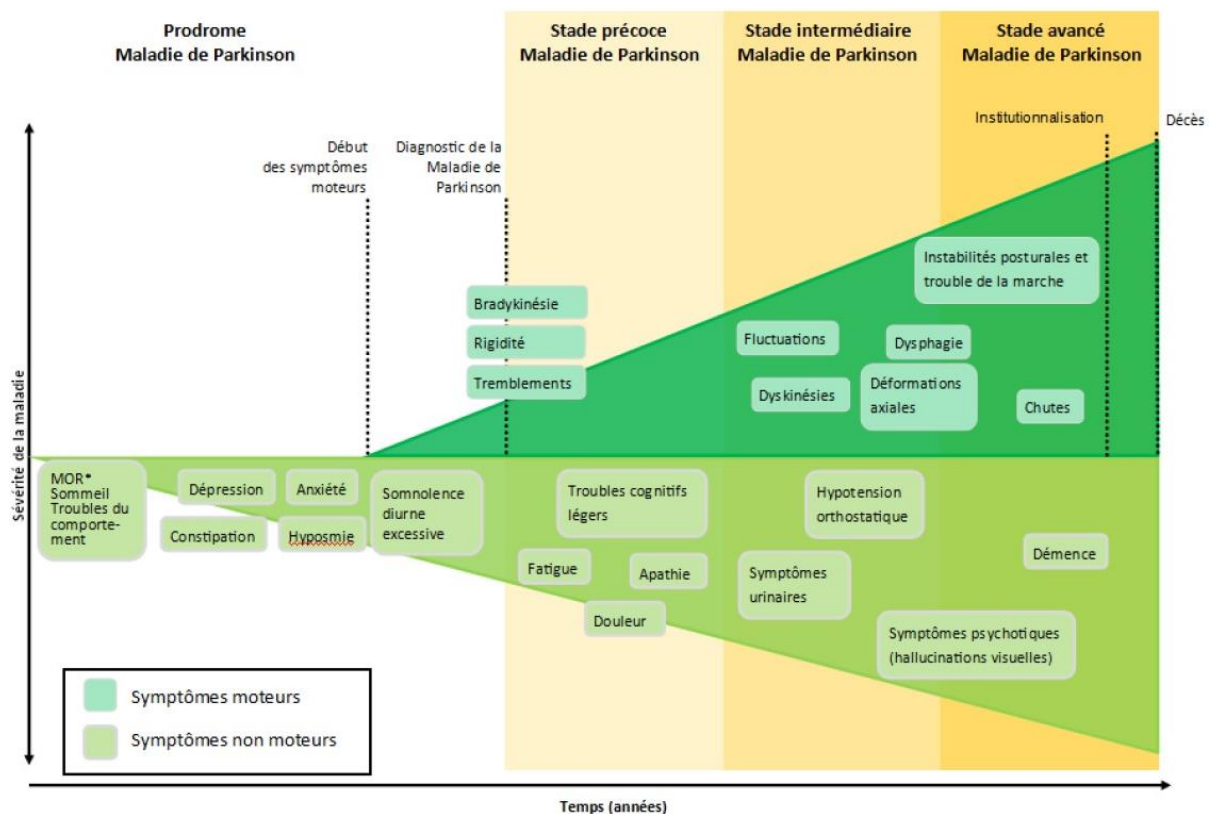 Prodrome
Maladie de Parkinson
Stade précoce
Maladie de Parkinson
Stade intermédiaire
Maladie de Parkinson
Stade avancé
Maladie de Parkinson
Début
des symptômes
moteurs
Diagnostic de la
Maladie de
Parkinson
Institutionnalisation
Décès
Instabilités posturales et
trouble de la marche
Bradykinésie
Rigidité
Tremblements
Fluctuations
Dysphagie
Dyskinésies
Déformations
axiales
Chutes
Sévérité de la maladie
MOR*
Sommeil
Troubles du
comporte-
ment
Dépression
Anxiété
Constipation
Hyposmie
Somnolence
diurne
excessive
Troubles cognitifs
légers
Hypotension
orthostatique
Fatigue
Apathie
Symptômes
urinaires
Démence
Douleur
Symptômes psychotiques
(hallucinations visuelles)
Symptômes moteurs
Symptômes non moteurs
Temps (années)